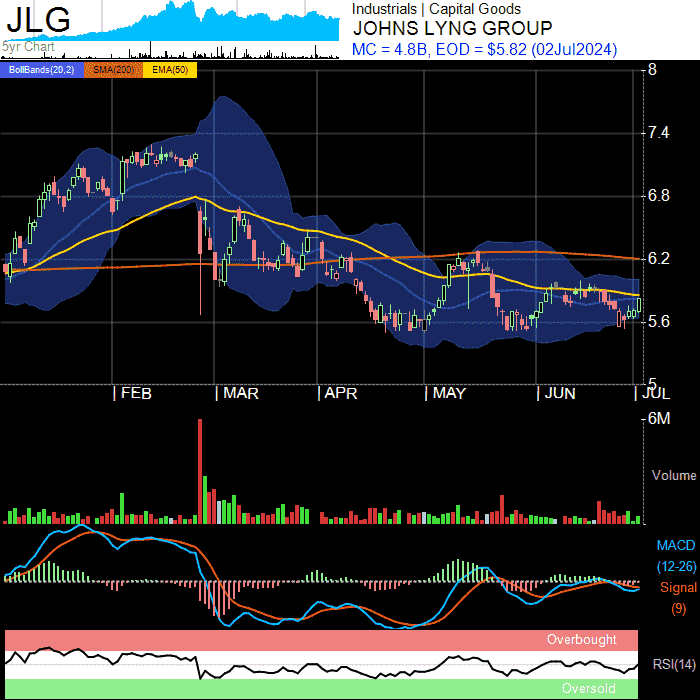 JLG
5yr Chart
Industrials | Capital Goods
JOHNS LYNG GROUP
MC = 4.8B, EOD = $5.82 (02Jul2024)
BollBands(20,2) SMA(200) EMA(50)
8
7.4
6.8
6.2
5.6
5
| FEB | MAR | APR | MAY | JUN | JUL
6M
Volume
MACD
(12-26)
Signal
(9)
Overbought
RSI(14)
Oversold